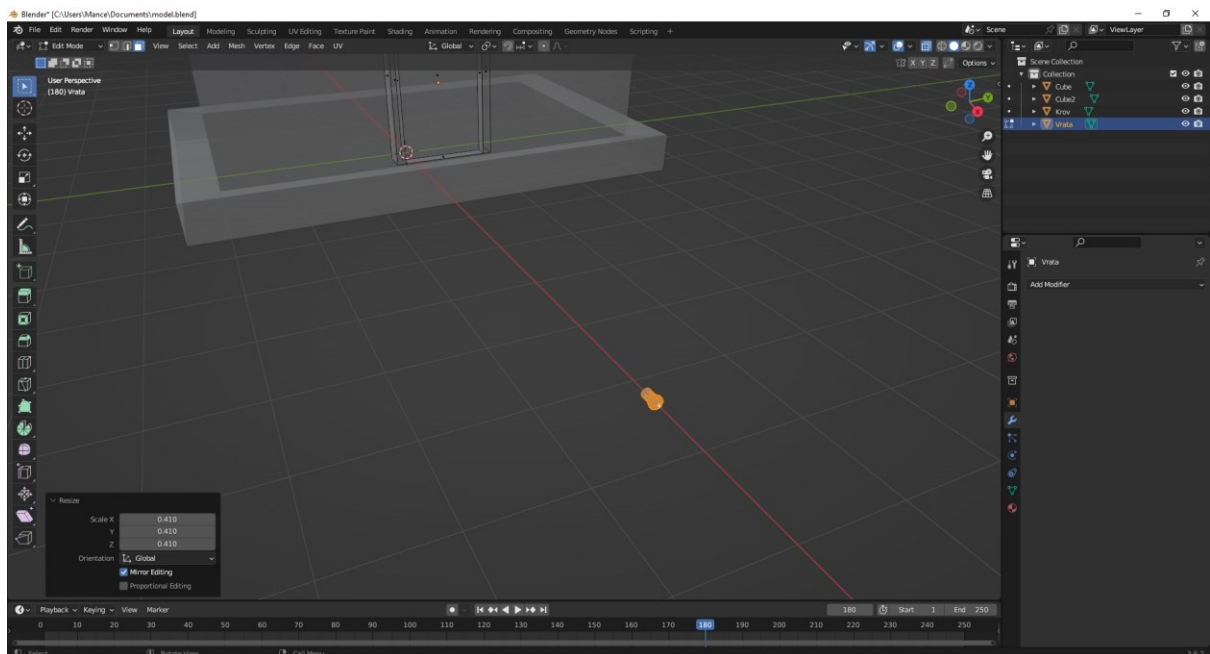 Blender* [C:\Users\Mance\Documents\model.blend]
File Edit Render Window Help Layout Modeling Sculpting UV Editing Texture Paint Shading Animation Rendering Compositing Geometry Nodes Scripting + Scene ViewLayer
Edit Mode View Select Add Mesh Vertex Edge Face UV Global
X Y Z Options
User Perspective
(180) Vrata
Z
Y
X
Scene Collection
Collection
Cube
Cube2
Krov
Vrata
Vrata
Add Modifier
Resize
Scale X 0.410
Y 0.410
Z 0.410
Orientation Global
Mirror Editing
Proportional Editing
Playback Keying View Marker 180 Start 1 End 250
0 10 20 30 40 50 60 70 80 90 100 110 120 130 140 150 160 170 180 190 200 210 220 230 240 250
Select Rotate View Call Menu 3.6.2